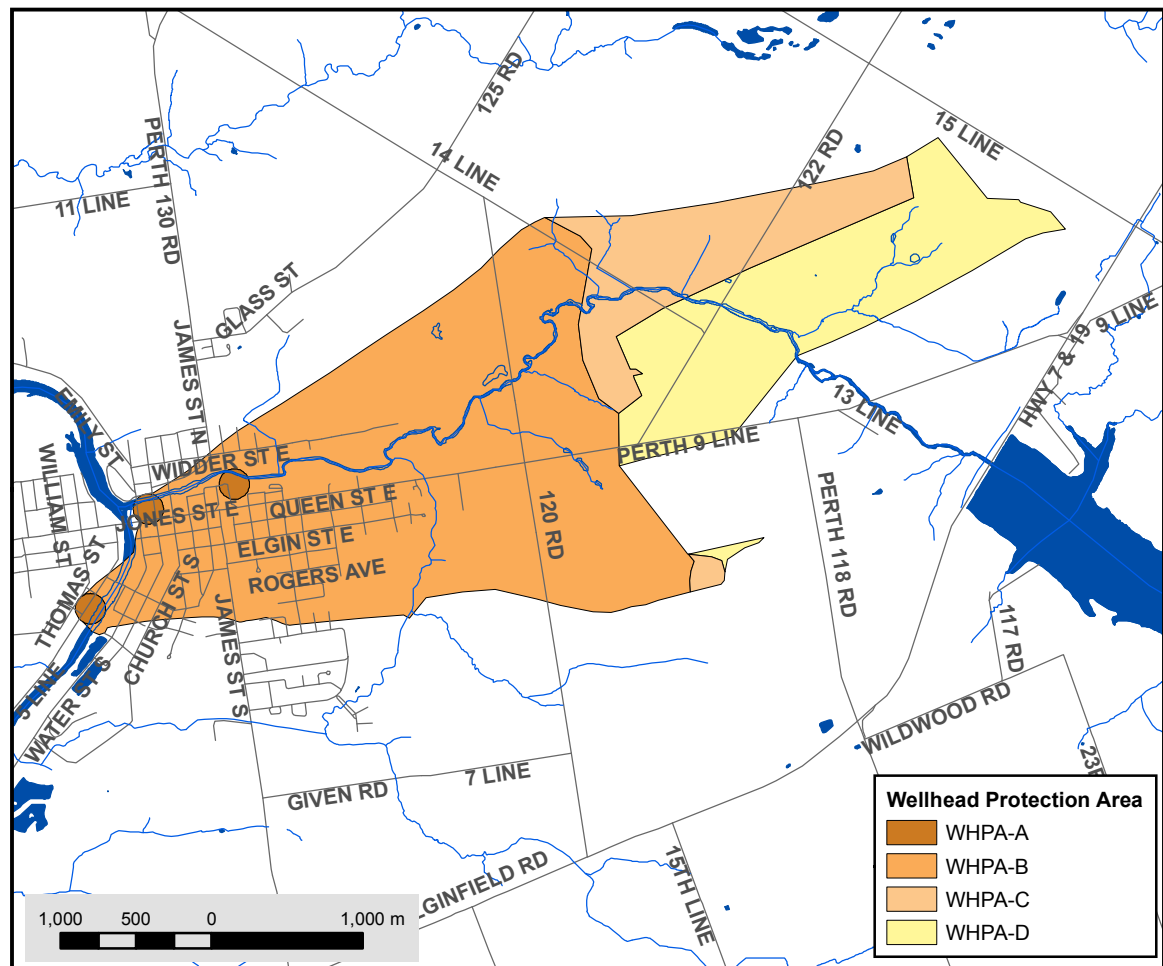 125 RD
15 LINE
14 LINE
122 RD
PERTH 130 RD
11 LINE
GLASS ST
JAMES ST N
HWY 7 & 19
9 LINE
EMILY ST
13 LINE
WIDDER ST E
PERTH 9 LINE
WILLIAM ST
JONES ST E
QUEEN ST E
ELGIN ST E
120 RD
PERTH 118 RD
ROGERS AVE
THOMAS ST
CHURCH ST S
JAMES ST S
117 RD
WATER ST S
WILDWOOD RD
7 LINE
GIVEN RD
15TH LINE
Wellhead Protection Area
WHPA-A
WHPA-B
WHPA-C
WHPA-D
1,000 500 0 1,000 m